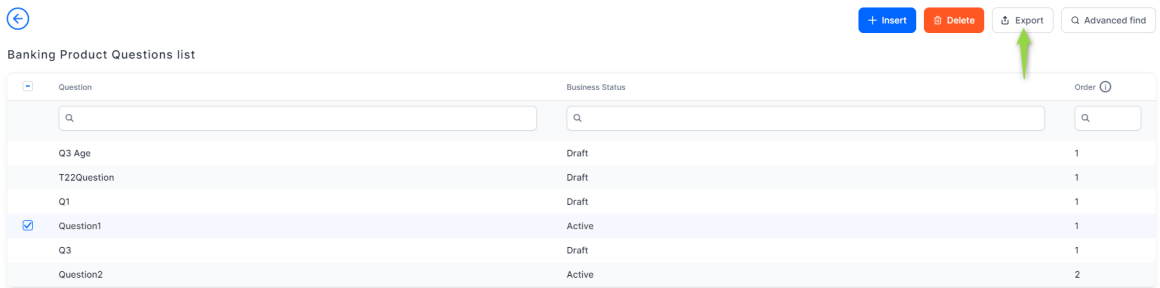 Insert Delete Export Advanced find
Banking Product Questions list
Question Business Status Order
Q3 Age Draft 1
T22Question Draft 1
Q1 Draft 1
Question1 Active 1
Q3 Draft 1
Question2 Active 2